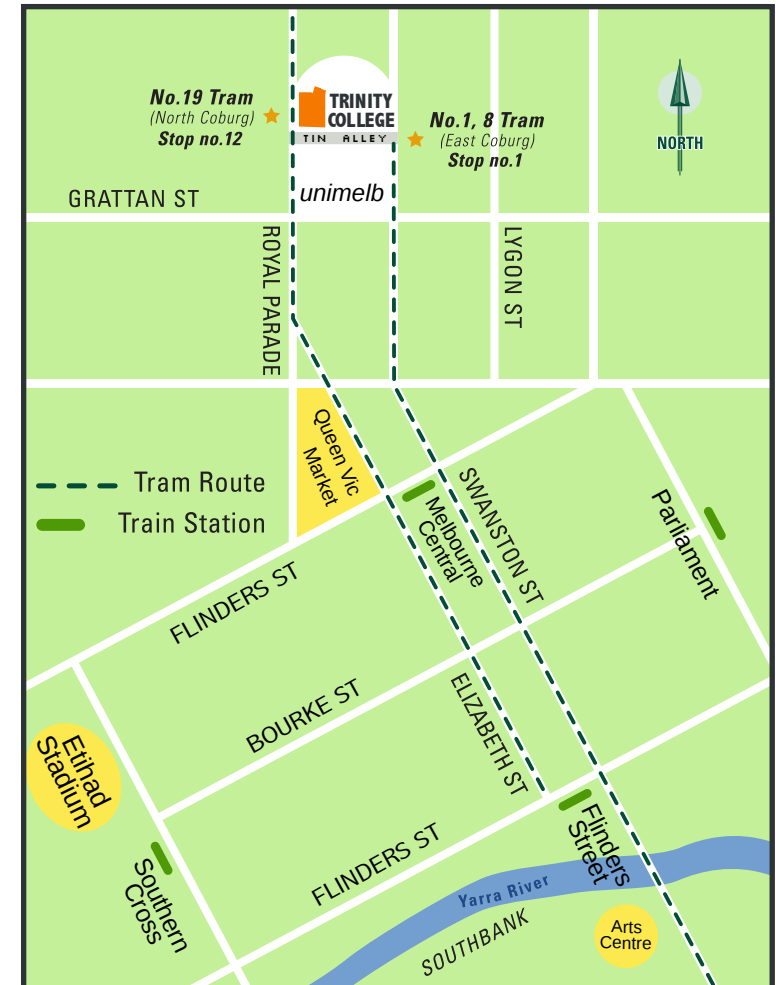 No.19 Tram
(North Coburg)
Stop no.12
TRINITY
COLLEGE
TIN ALLEY
No.1, 8 Tram
(East Coburg)
Stop no.1
NORTH
unimelb
GRATTAN ST
ROYAL PARADE
LYGON ST
Queen Vic
Market
Tram Route
Train Station
Melbourne
Central
SWANSTON ST
Parliament
FLINDERS ST
BOURKE ST
ELIZABETH ST
Etihad
Stadium
FLINDERS ST
Flinders
Street
Southern
Cross
Yarra River
SOUTHBANK
Arts
Centre